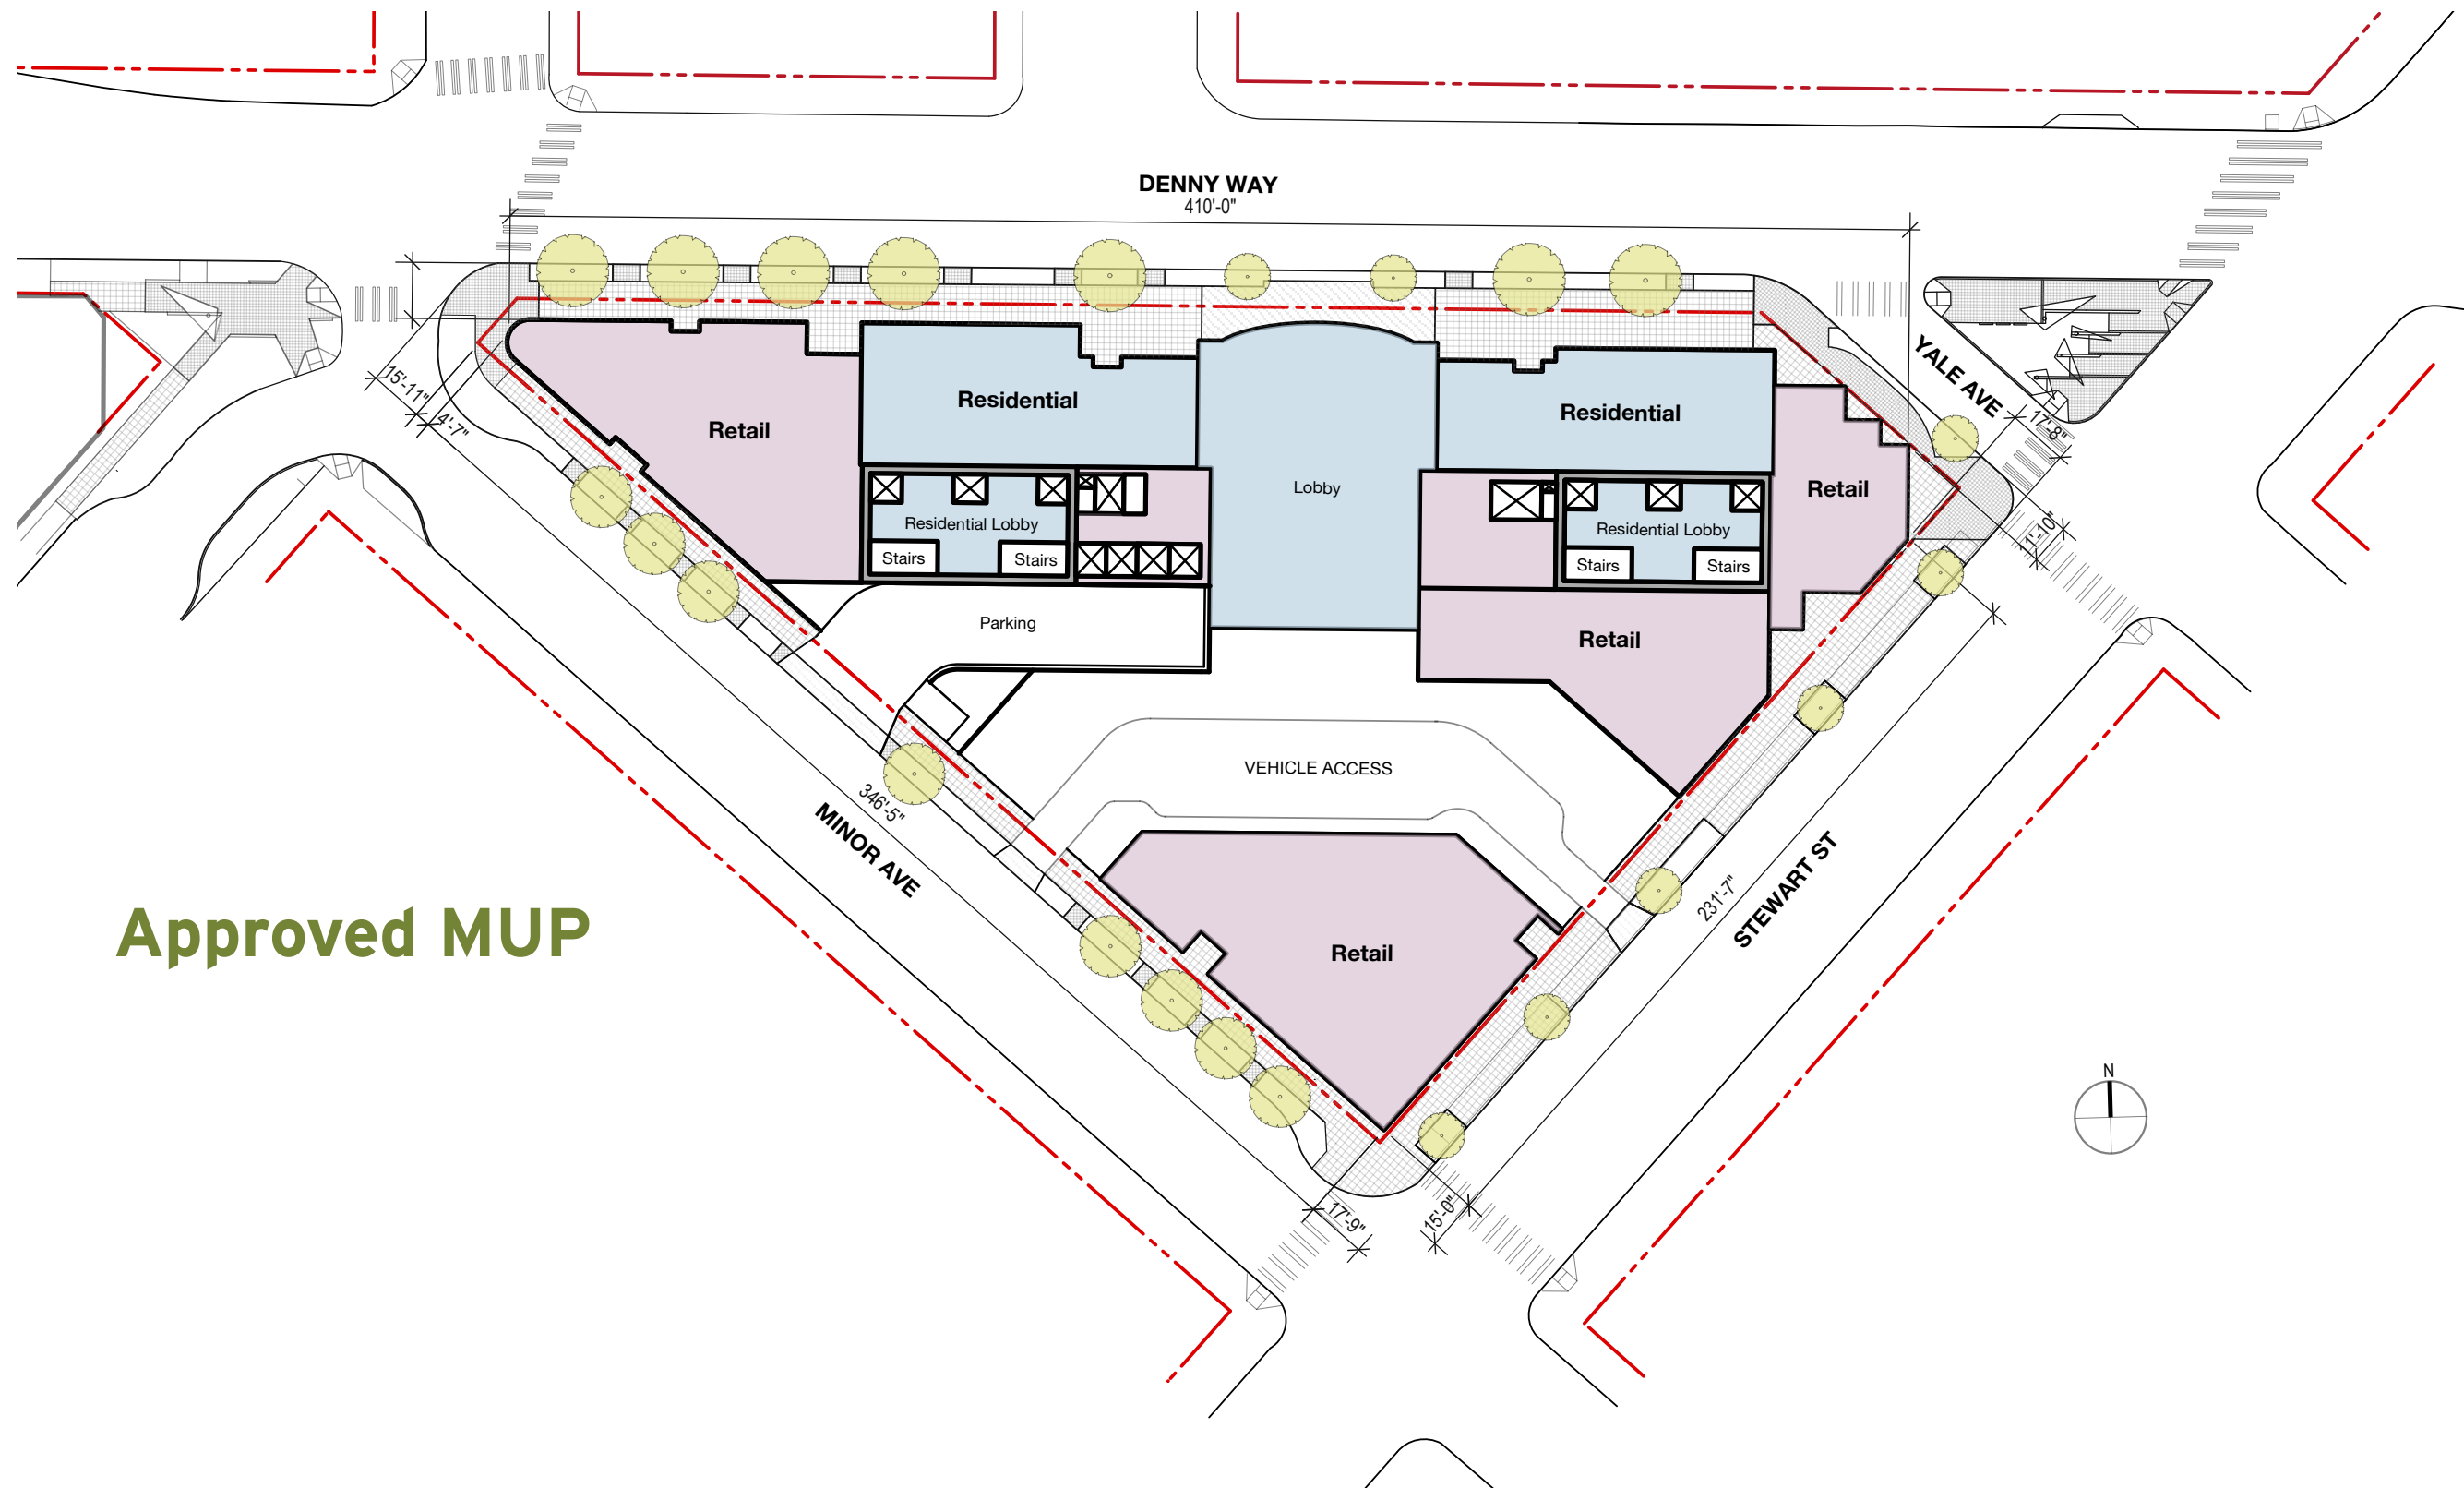 DENNY WAY
410'-0"
YALE AVE
17'-8"
15'-11"
4'-7"
Residential
Residential
Retail
Lobby
Retail
Residential Lobby
Residential Lobby
1'-10"
Stairs
Stairs
Stairs
Stairs
Parking
Retail
VEHICLE ACCESS
346'-5"
MINOR AVE
231'-7"
STEWART ST
Approved MUP
Retail
N
17'-9"
15'-0"